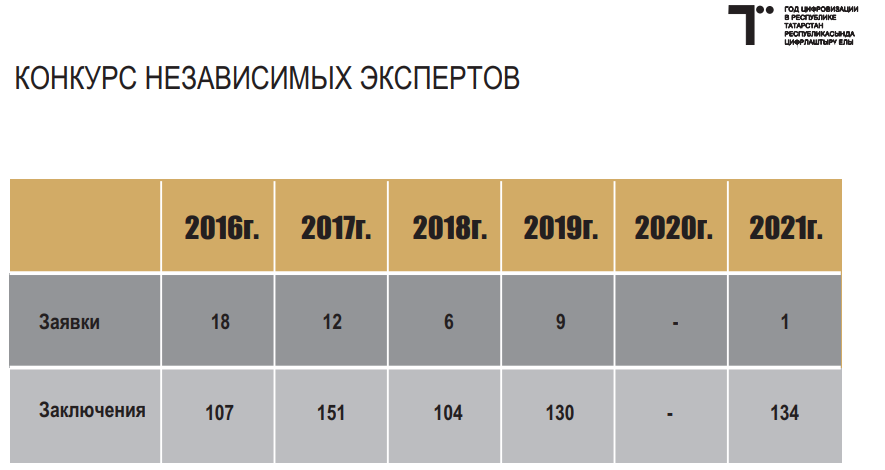 ГОД ЦИФРОВИЗАЦИИ
В РЕСПУБЛИКЕ
ТАТАРСТАН
РЕСПУБЛИКАСЫНДА
ЦИФРЛАШТЫРУ ЕЛЫ
КОНКУРС НЕЗАВИСИМЫХ ЭКСПЕРТОВ
2016г. 2017г. 2018г. 2019г. 2020г. 2021г.
Заявки 18 12 6 9 - 1
Заключения 107 151 104 130 - 134